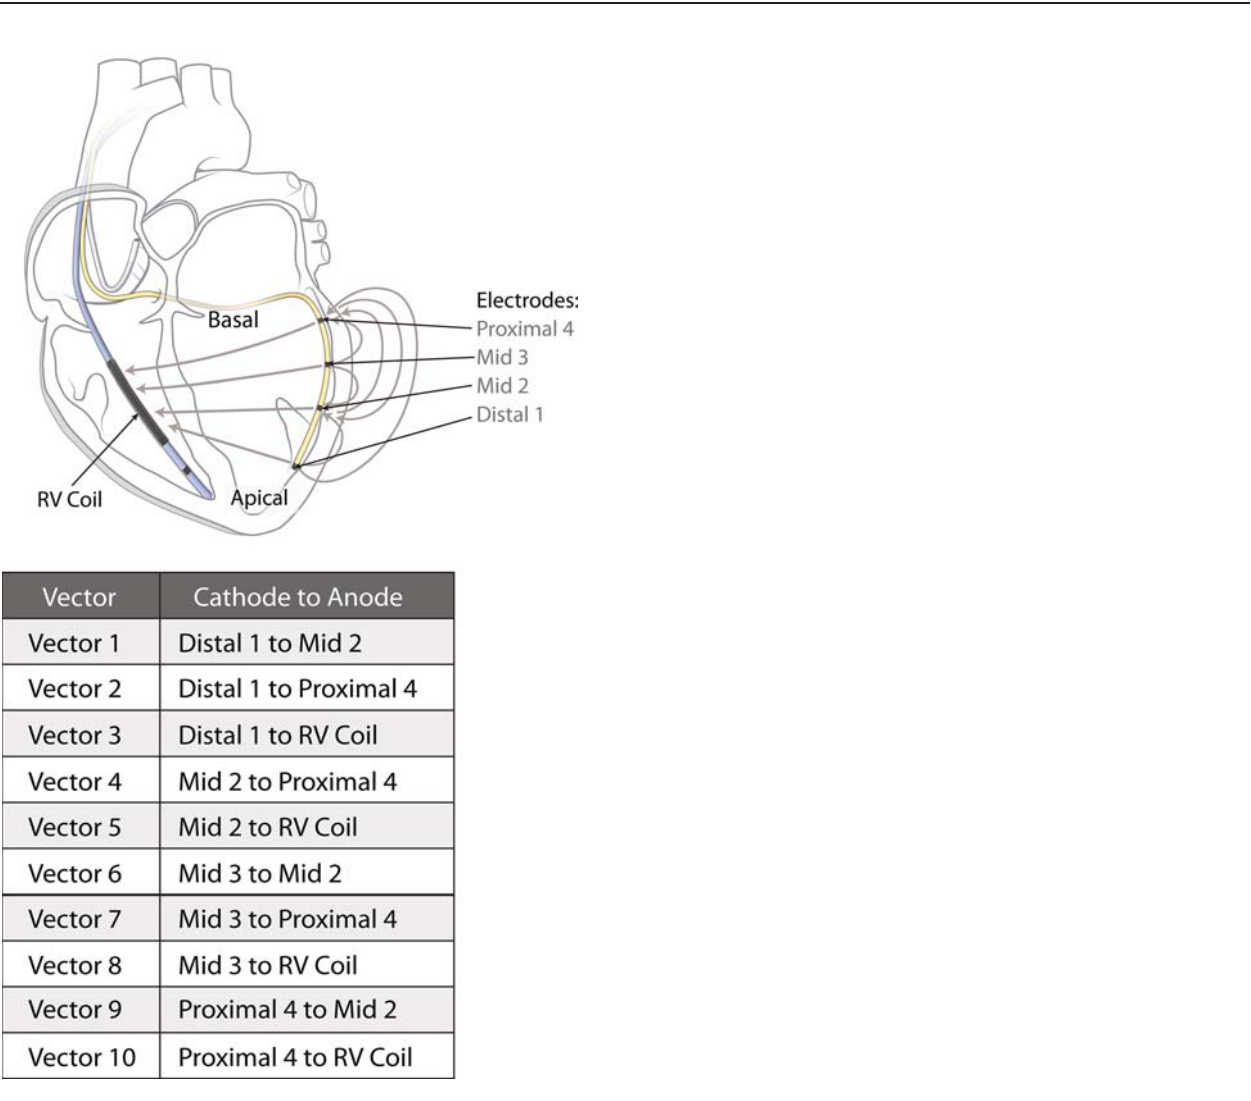 Electrodes:
Basal
Proximal 4
Mid 3
Mid 2
Distal 1
RV Coil
Apical
Vector Cathode to Anode
Vector 1 Distal 1 to Mid 2
Vector 2 Distal 1 to Proximal 4
Vector 3 Distal 1 to RV Coil
Vector 4 Mid 2 to Proximal 4
Vector 5 Mid 2 to RV Coil
Vector 6 Mid 3 to Mid 2
Vector 7 Mid 3 to Proximal 4
Vector 8 Mid 3 to RV Coil
Vector 9 Proximal 4 to Mid 2
Vector 10 Proximal 4 to RV Coil